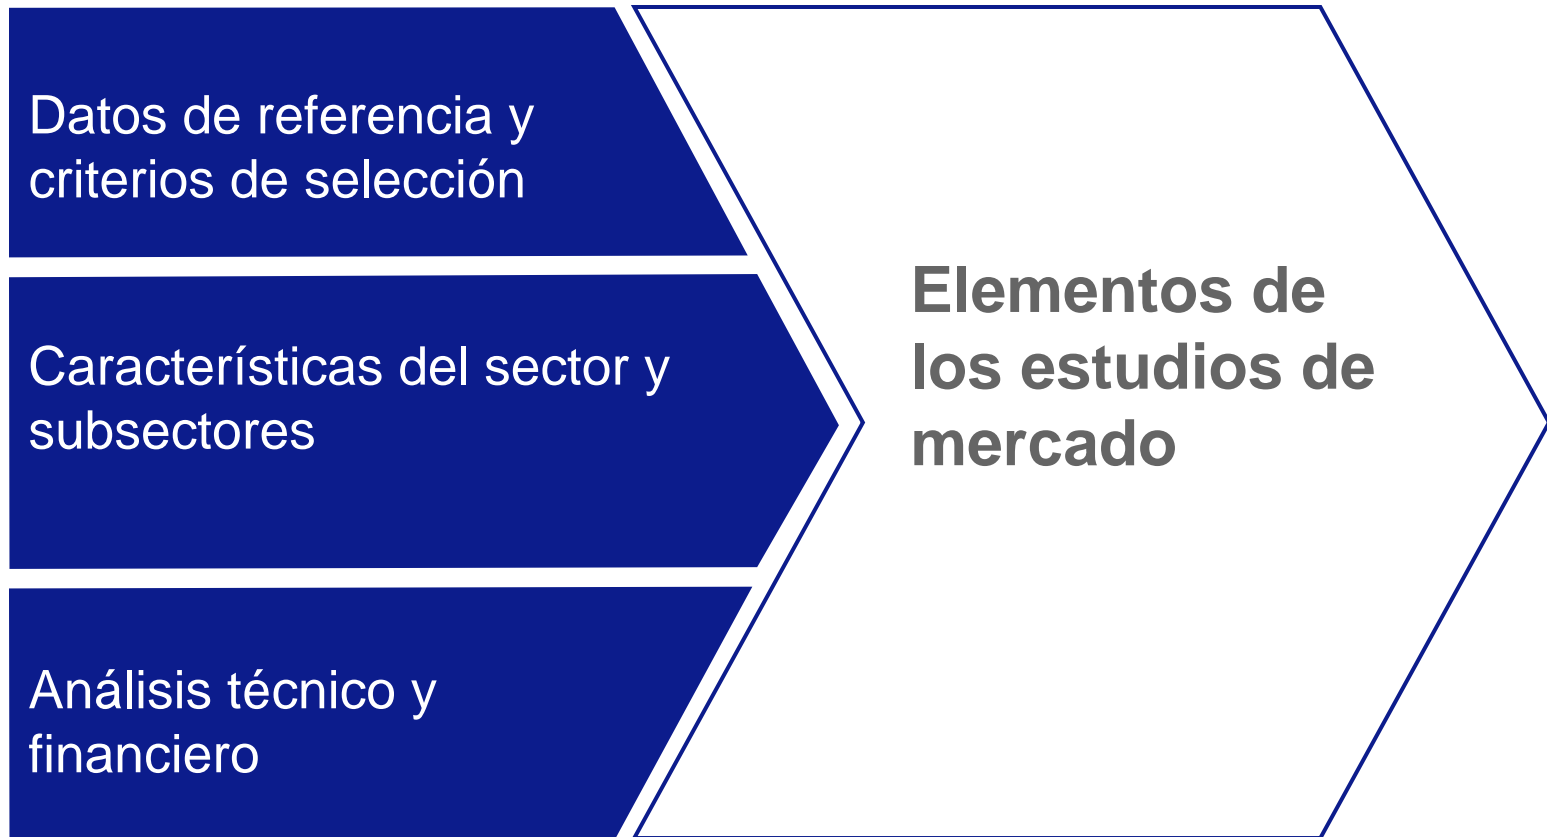 Datos de referencia y
criterios de selección
Características del sector y
subsectores
Análisis técnico y
financiero
Elementos de
los estudios de
mercado